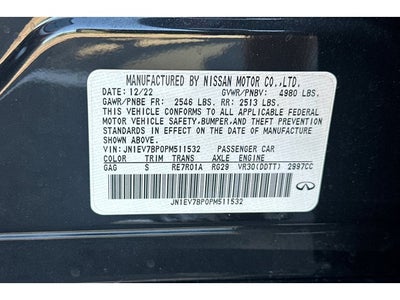 MANUFACTURED BY NISSAN MOTOR CO.,LTD.
DATE: 12/22 GVWR/PNBV: 4980 LBS.
GAWR/PNBE FR: 2546 LBS. RR: 2513 LBS.
THIS VEHICLE CONFORMS TO ALL APPLICABLE FEDERAL
MOTOR VEHICLE SAFETY,BUMPER,AND THEFT PREVENTION
STANDARDS IN EFFECT ON THE DATE OF MANUFACTURE
SHOWN ABOVE.
VIN: JN1EV7BP0PM511532 PASSENGER CAR
COLOR TRIM TRANS AXLE ENGINE
GAG S RE7R01A RG29 VR30(DDTT) 2997CC
JN1EV7BP0PM511532